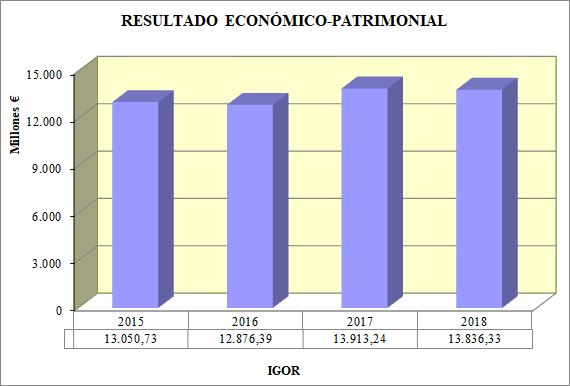 RESULTADO ECONÓMICO-PATRIMONIAL
Millones €
15.000
12.000
9.000
6.000
3.000
0
2015 2016 2017 2018
13.050,73 12.876,39 13.913,24 13.836,33
IGOR